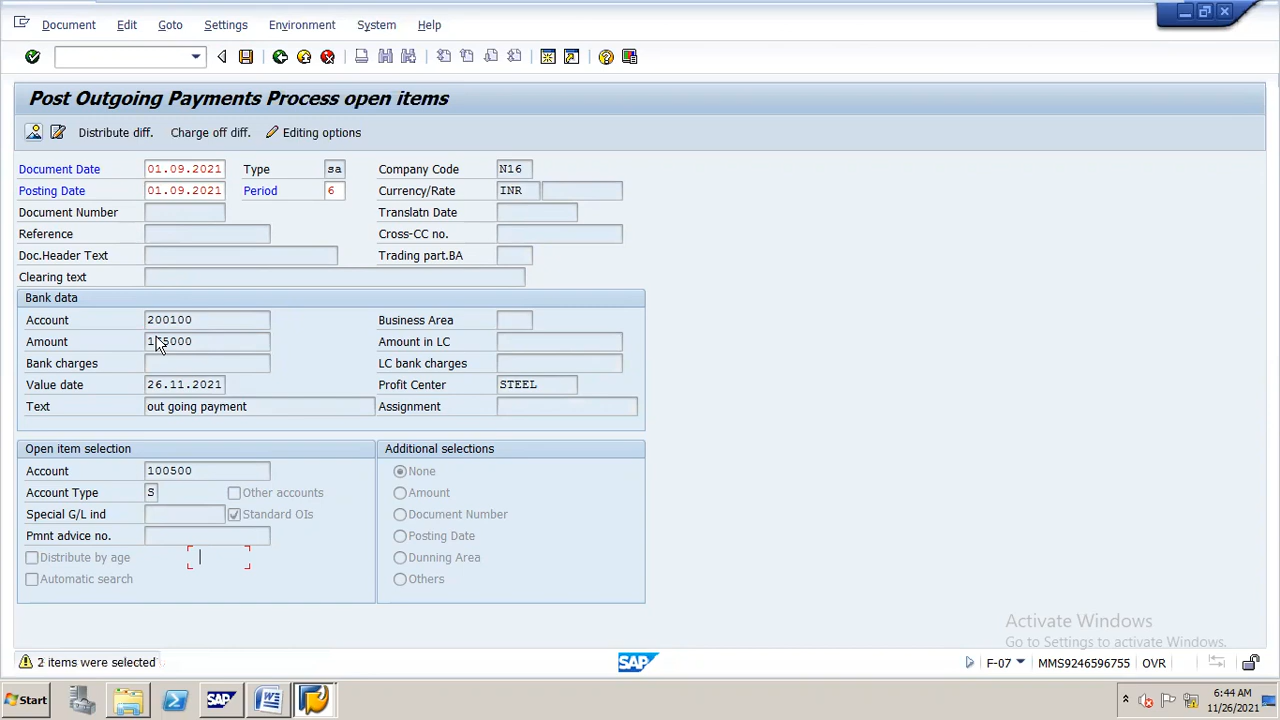 Document Edit Goto Settings Environment System Help
Post Outgoing Payments Process open items
Distribute diff. Charge off diff. Editing options
Document Date 01.09.2021 Type sa Company Code N16
Posting Date 01.09.2021 Period 6 Currency/Rate INR
Document Number Translatn Date
Reference Cross-CC no.
Doc.Header Text Trading part.BA
Clearing text
Bank data
Account 200100 Business Area
Amount Amount in LC
Bank charges LC bank charges
Value date 26.11.2021 Profit Center STEEL
Text out going payment Assignment
Open item selection Additional selections
Account 100500 None
Account Type S Other accounts Amount
Special G/L ind Standard OIs Document Number
Pmnt advice no. Posting Date
Distribute by age Dunning Area
Automatic search Others
Activate Windows
Go to Settings to activate Windows.
2 items were selected SAP F-07 MMS9246596755 OVR
Start SAP 6:44 AM
11/26/2021